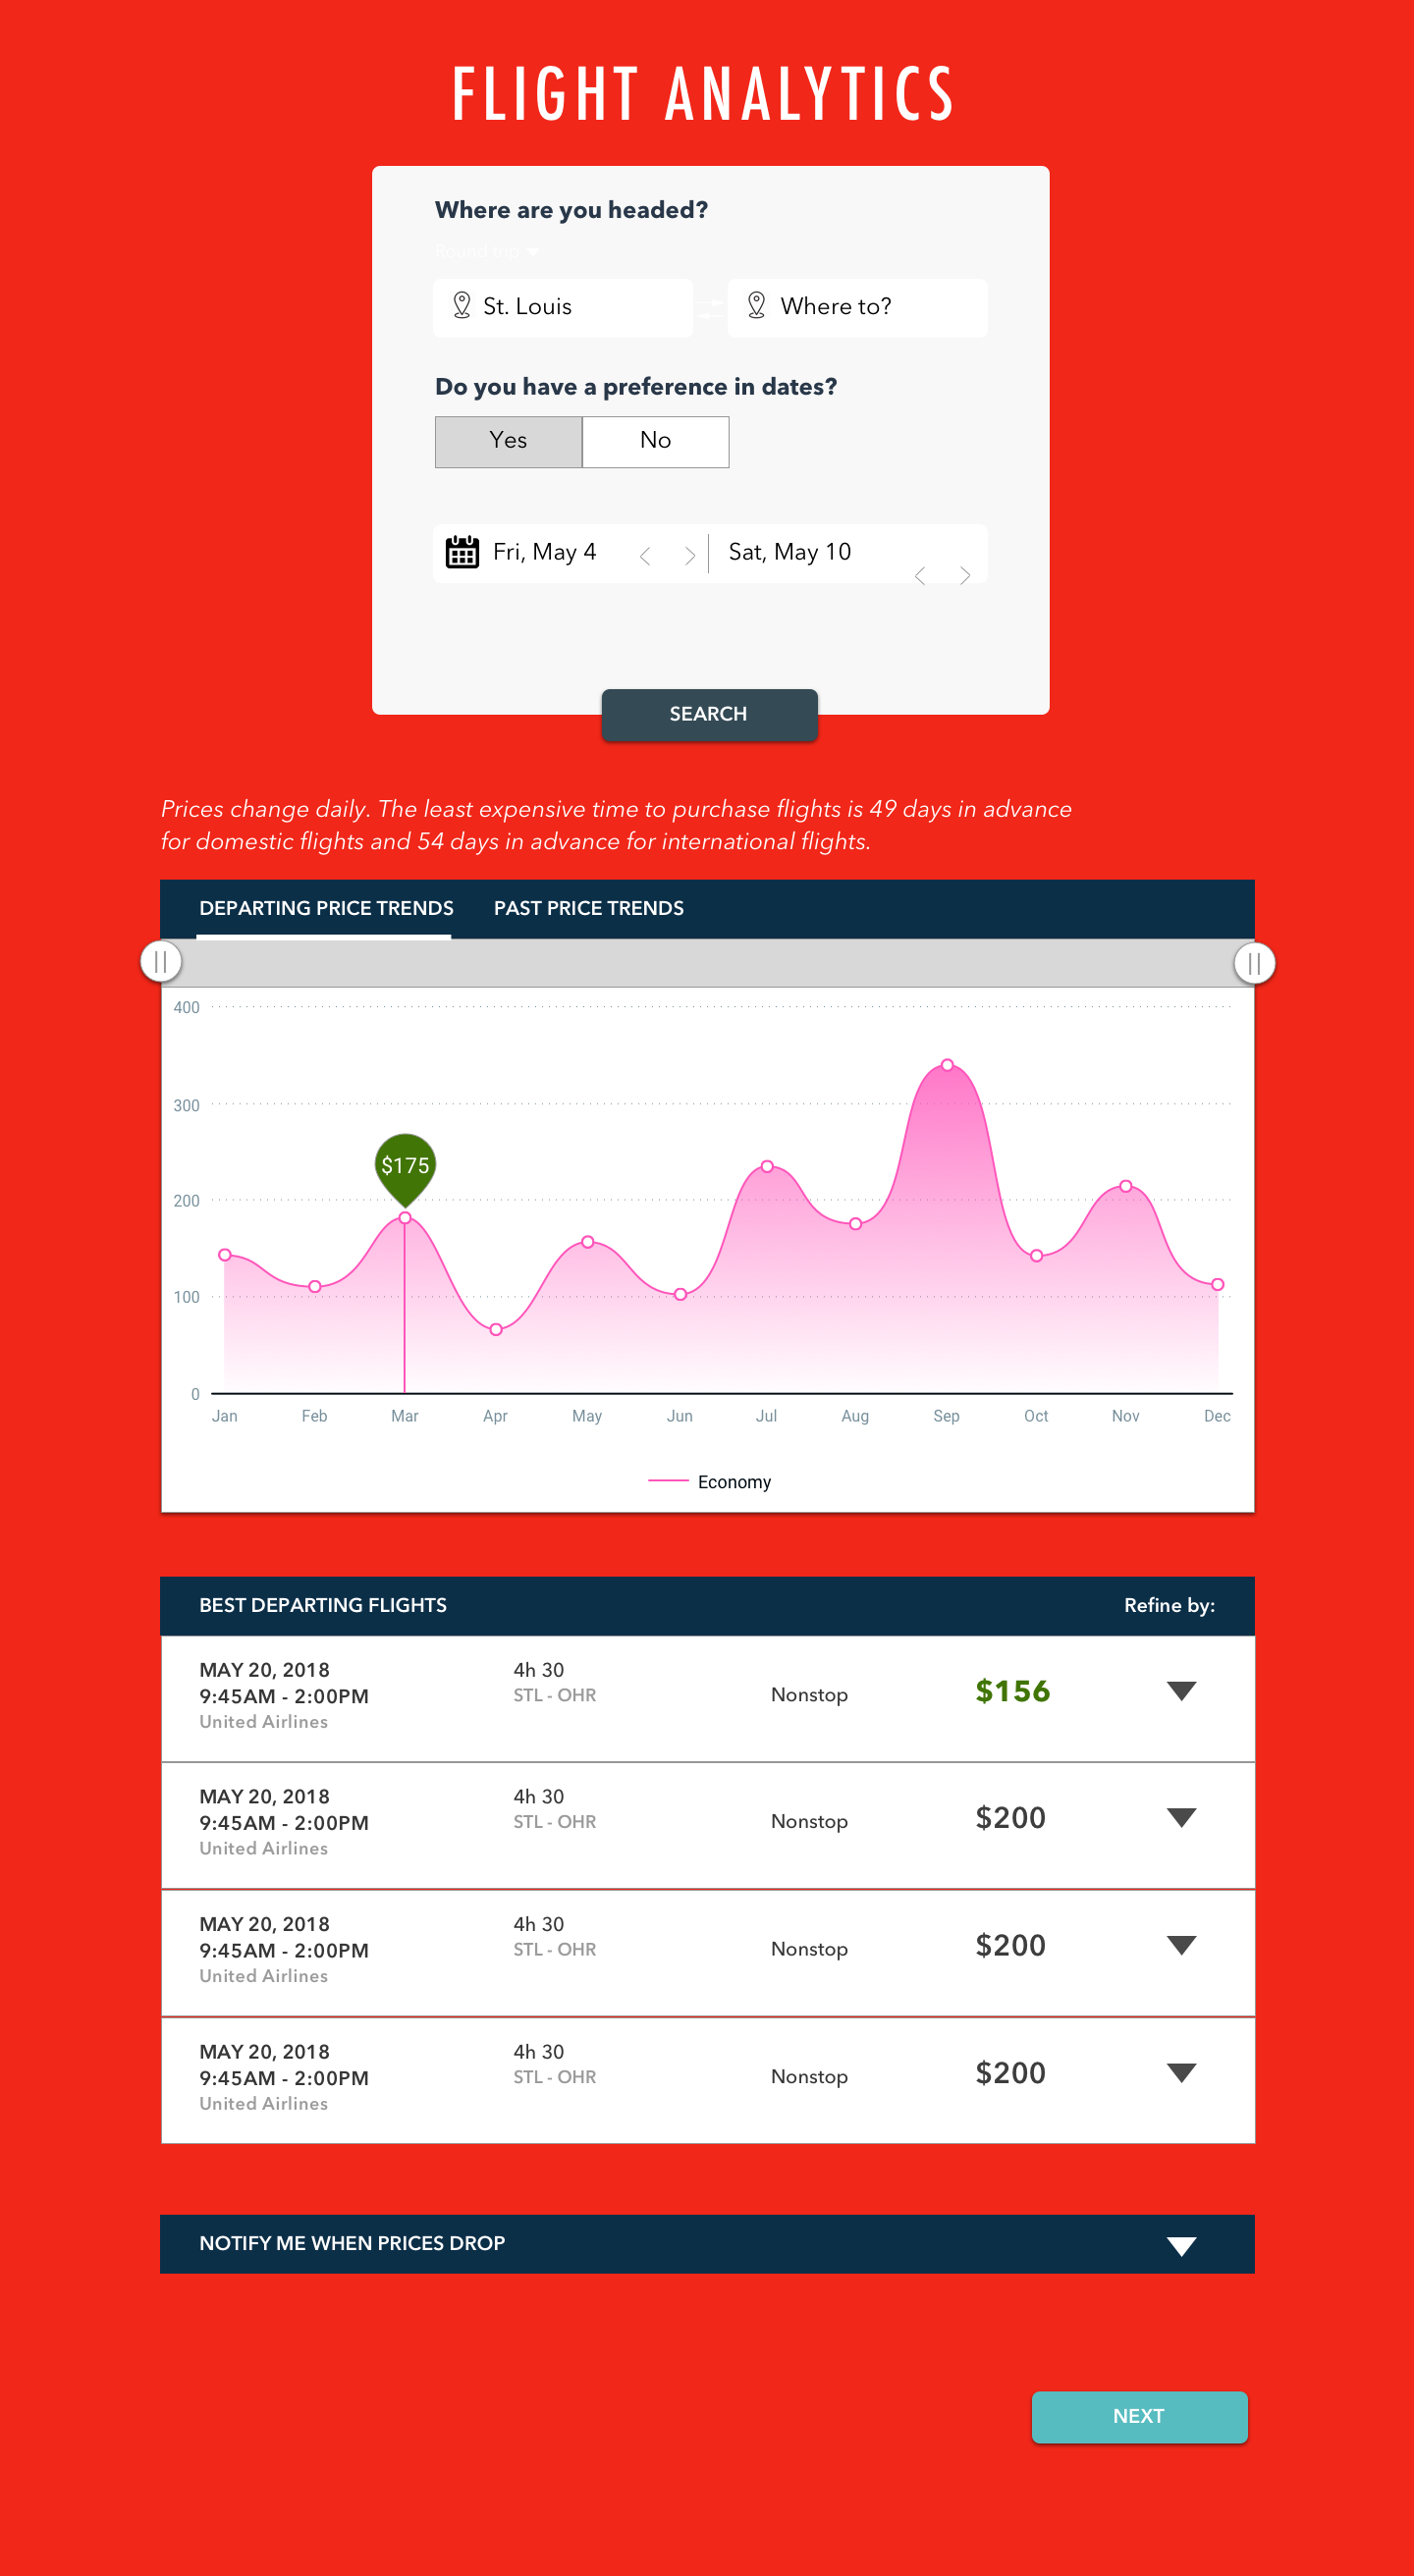 FLIGHT ANALYTICS
Where are you headed?
Round trip
St. Louis
Where to?
Do you have a preference in dates?
Yes
No
Fri, May 4
Sat, May 10
SEARCH
Prices change daily. The least expensive time to purchase flights is 49 days in advance
for domestic flights and 54 days in advance for international flights.
DEPARTING PRICE TRENDS
PAST PRICE TRENDS
400
300
$175
200
100
0
Jan Feb Mar Apr May Jun Jul Aug Sep Oct Nov Dec
Economy
BEST DEPARTING FLIGHTS
Refine by:
MAY 20, 2018
9:45AM - 2:00PM
United Airlines
4h 30
STL - OHR
Nonstop
$156
MAY 20, 2018
9:45AM - 2:00PM
United Airlines
4h 30
STL - OHR
Nonstop
$200
MAY 20, 2018
9:45AM - 2:00PM
United Airlines
4h 30
STL - OHR
Nonstop
$200
MAY 20, 2018
9:45AM - 2:00PM
United Airlines
4h 30
STL - OHR
Nonstop
$200
NOTIFY ME WHEN PRICES DROP
NEXT